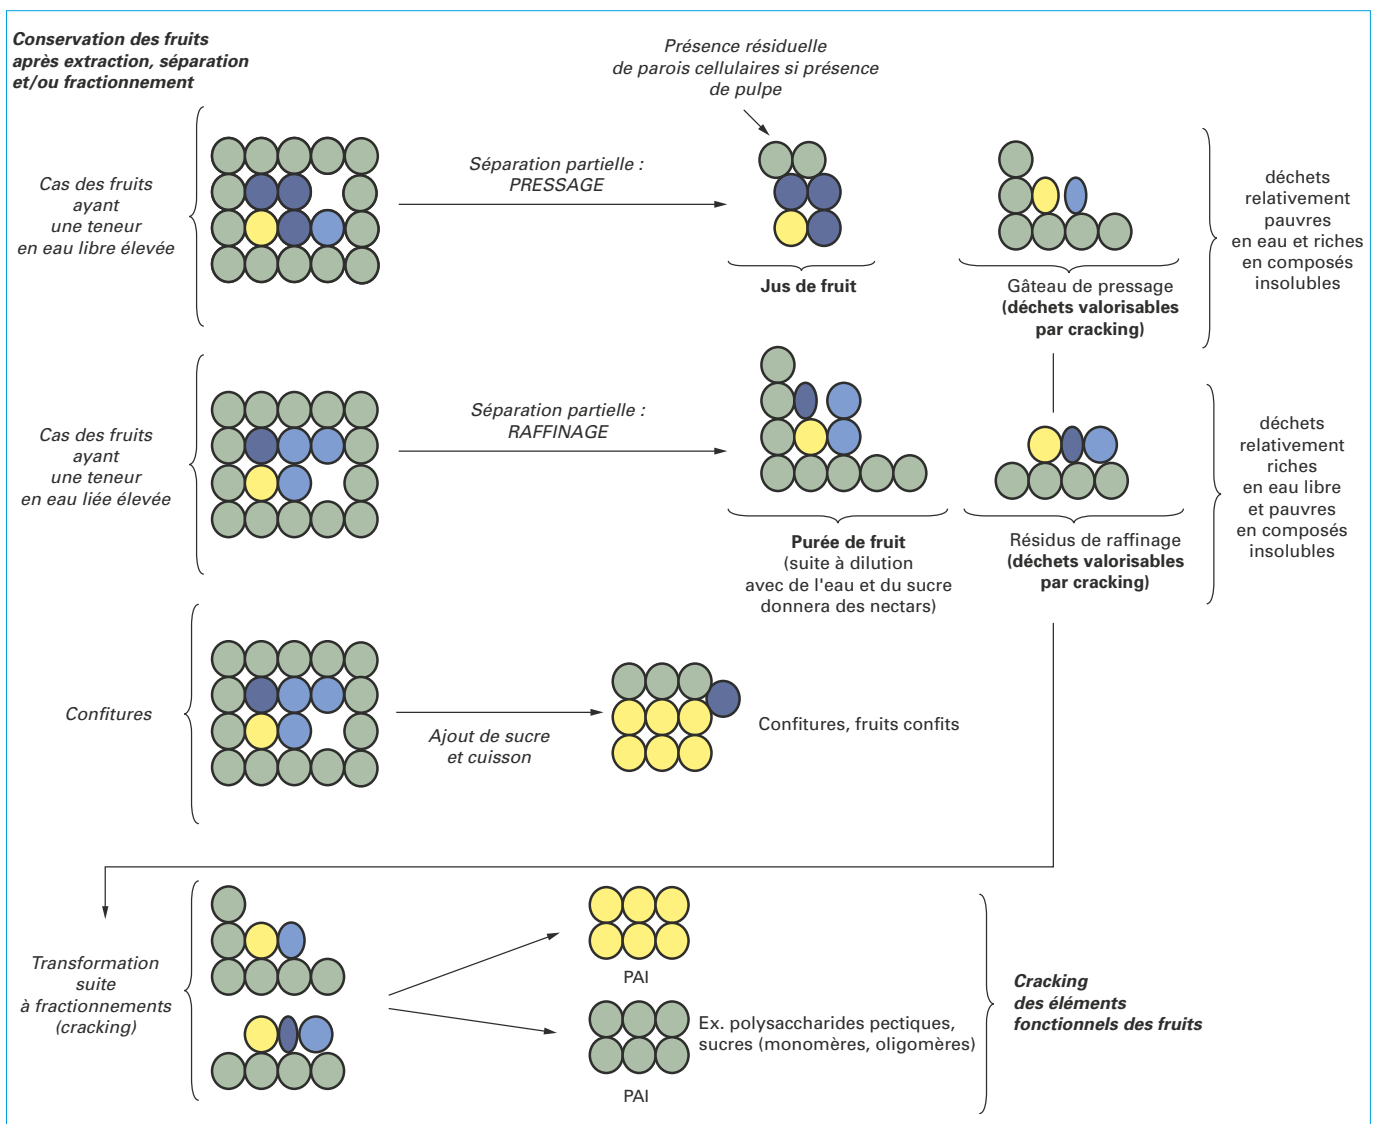 Conservation des fruits
après extraction, séparation
et/ou fractionnement
Présence résiduelle
de parois cellulaires si présence
de pulpe
Cas des fruits
ayant
une teneur
en eau libre élevée
Séparation partielle :
PRESSAGE
Jus de fruit
Gâteau de pressage
(déchets valorisables
par cracking)
déchets
relativement
pauvres
en eau et riches
en composés
insolubles
Cas des fruits
ayant
une teneur
en eau liée élevée
Séparation partielle :
RAFFINAGE
Purée de fruit
(suite à dilution
avec de l'eau et du sucre
donnera des nectars)
Résidus de raffinage
(déchets valorisables
par cracking)
déchets
relativement
riches
en eau libre
et pauvres
en composés
insolubles
Confitures
Ajout de sucre
et cuisson
Confitures, fruits confits
Transformation
suite
à fractionnements
(cracking)
PAI
Ex. polysaccharides pectiques,
sucres (monomères, oligomères)
PAI
Cracking
des éléments
fonctionnels des fruits